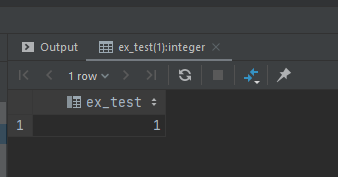 Output ex_test(1):integer
1 row
ex_test
1 1